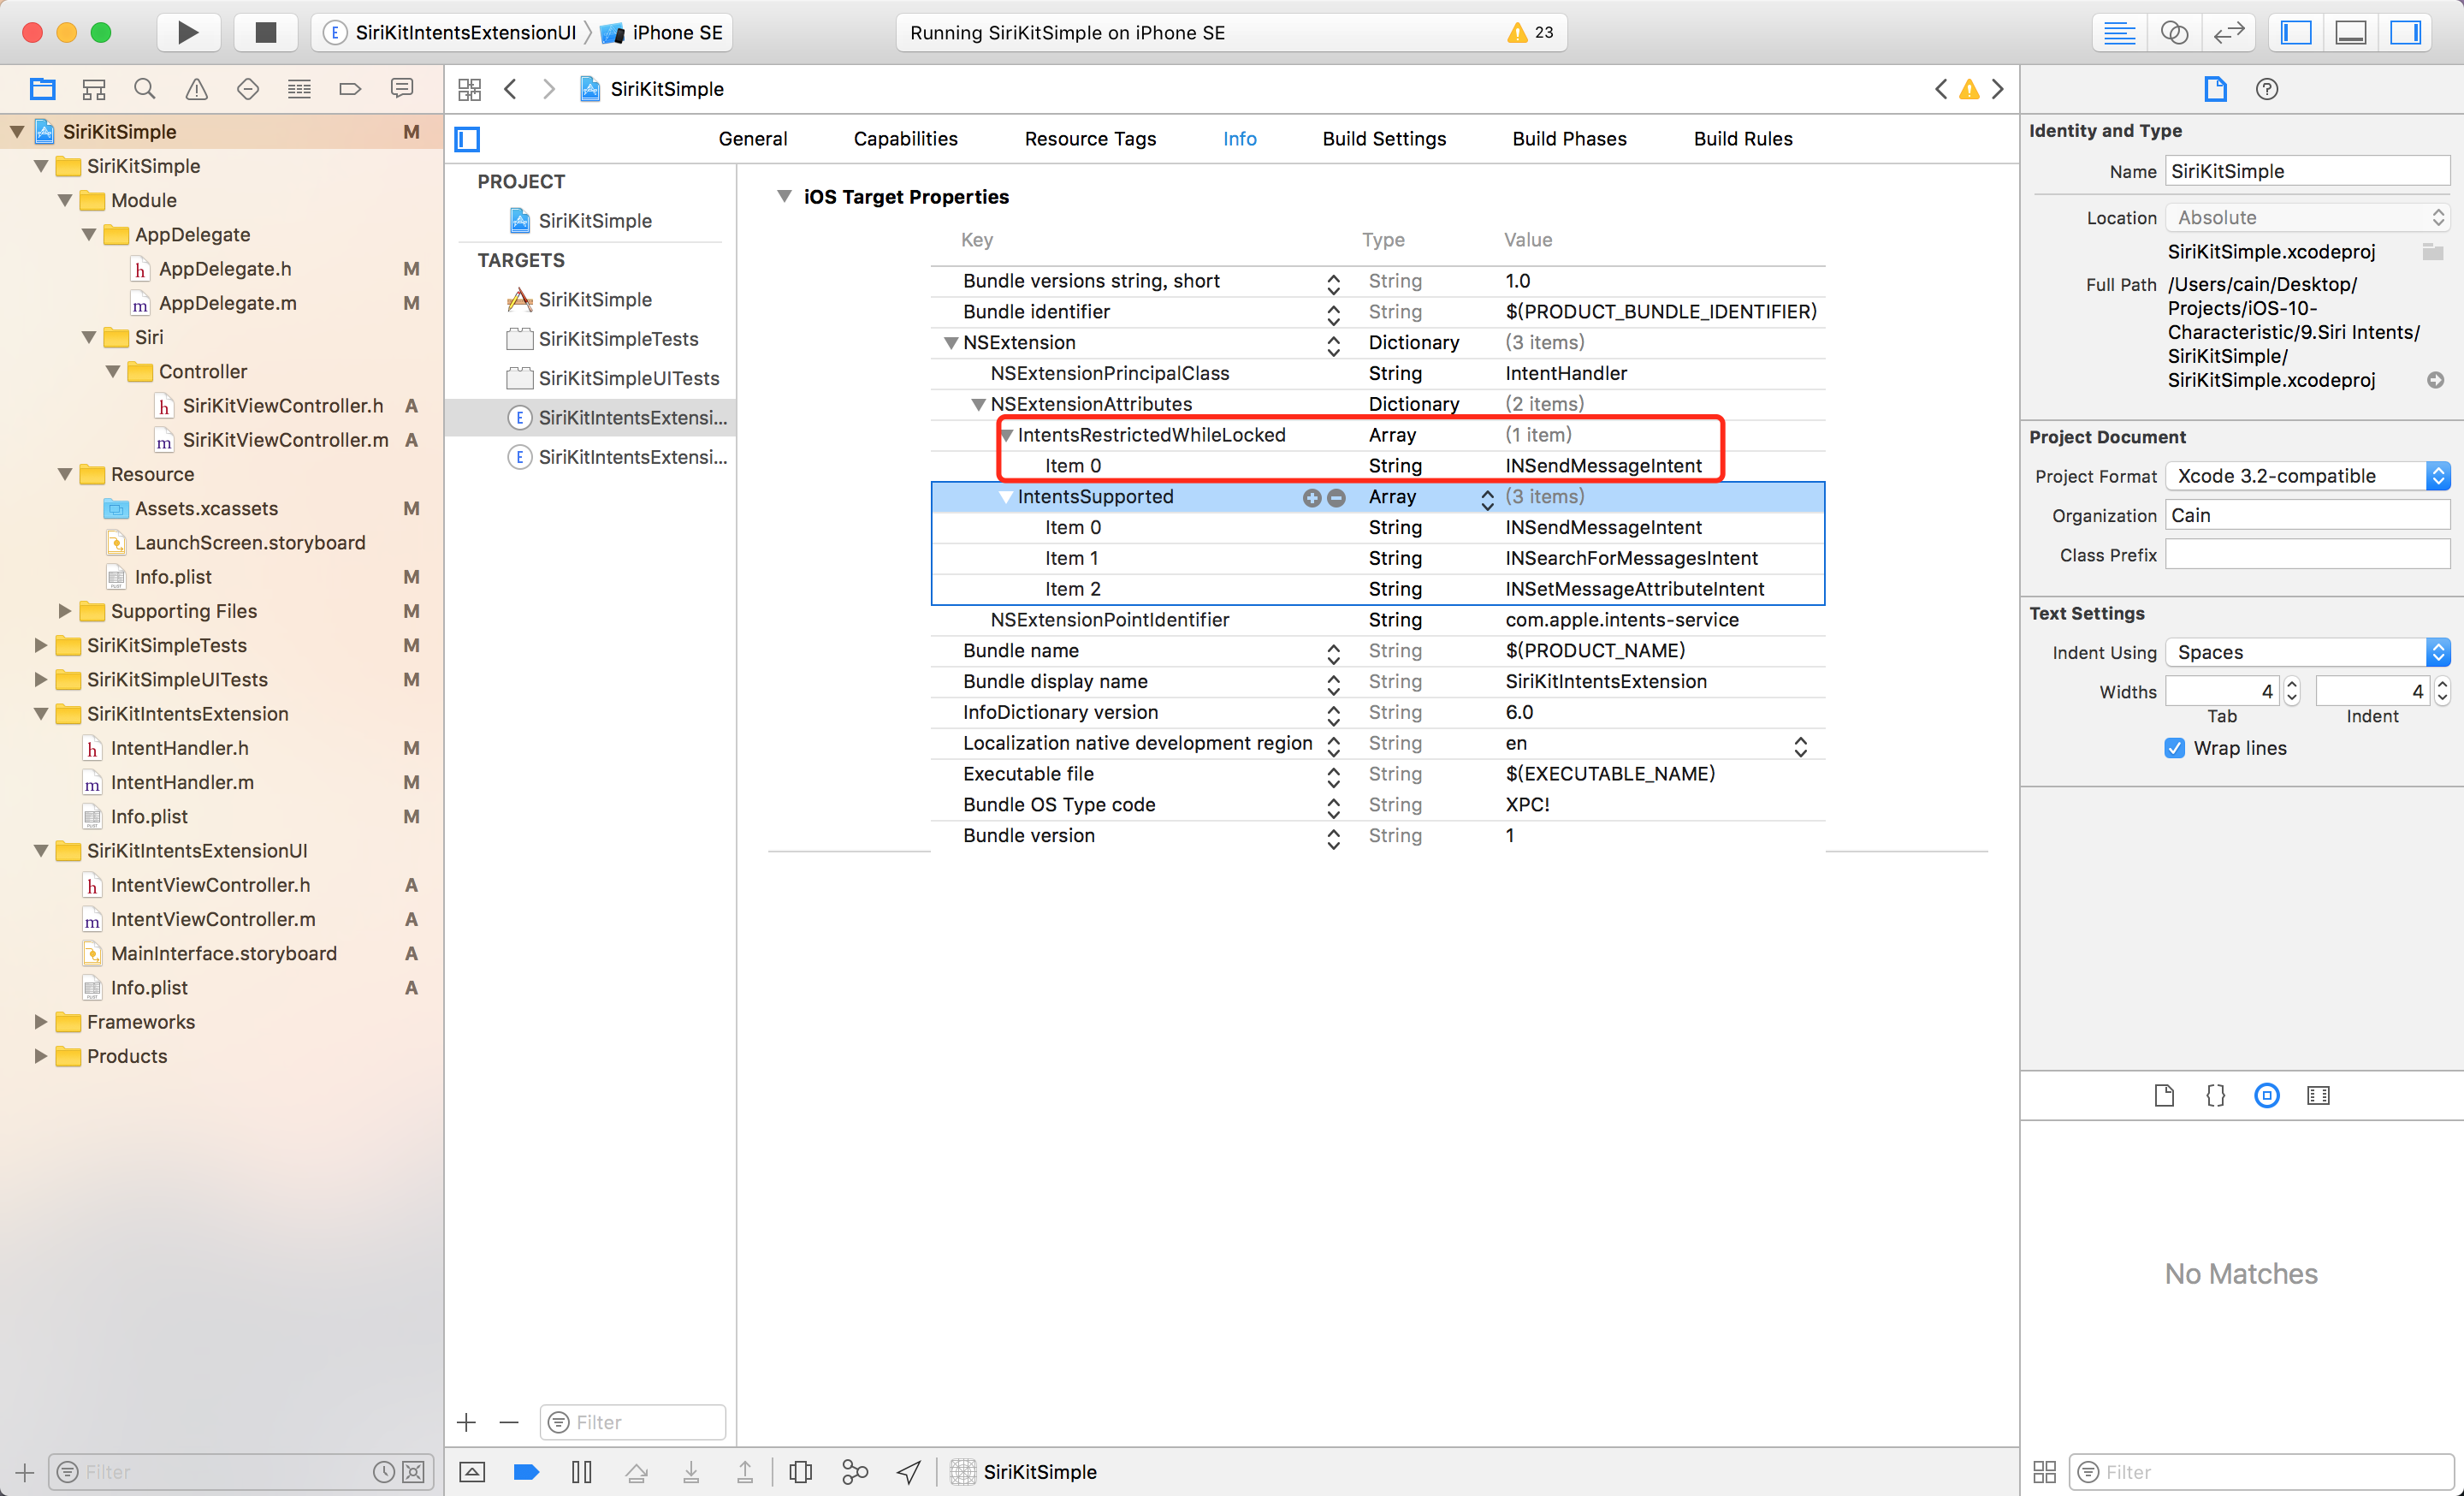 SiriKitIntentsExtensionUI
iPhone SE
Running SiriKitSimple on iPhone SE
23
SiriKitSimple
SiriKitSimple M
SiriKitSimple
Module
AppDelegate
h AppDelegate.h M
m AppDelegate.m M
Siri
Controller
h SiriKitViewController.h A
m SiriKitViewController.m A
Resource
Assets.xcassets M
LaunchScreen.storyboard
Info.plist M
Supporting Files M
SiriKitSimpleTests M
SiriKitSimpleUITests M
SiriKitIntentsExtension
h IntentHandler.h M
m IntentHandler.m M
Info.plist M
SiriKitIntentsExtensionUI
h IntentViewController.h A
m IntentViewController.m A
MainInterface.storyboard A
Info.plist A
Frameworks
Products
Filter
General Capabilities Resource Tags Info Build Settings Build Phases Build Rules
PROJECT
SiriKitSimple
TARGETS
SiriKitSimple
SiriKitSimpleTests
SiriKitSimpleUITests
E SiriKitIntentsExtensi...
E SiriKitIntentsExtensi...
Filter
iOS Target Properties
Key Type Value
Bundle versions string, short String 1.0
Bundle identifier String $(PRODUCT_BUNDLE_IDENTIFIER)
NSExtension Dictionary (3 items)
NSExtensionPrincipalClass String IntentHandler
NSExtensionAttributes Dictionary (2 items)
IntentsRestrictedWhileLocked Array (1 item)
Item 0 String INSendMessageIntent
IntentsSupported Array (3 items)
Item 0 String INSendMessageIntent
Item 1 String INSearchForMessagesIntent
Item 2 String INSetMessageAttributeIntent
NSExtensionPointIdentifier String com.apple.intents-service
Bundle name String $(PRODUCT_NAME)
Bundle display name String SiriKitIntentsExtension
InfoDictionary version String 6.0
Localization native development region String en
Executable file String $(EXECUTABLE_NAME)
Bundle OS Type code String XPC!
Bundle version String 1
SiriKitSimple
Identity and Type
Name SiriKitSimple
Location Absolute
SiriKitSimple.xcodeproj
Full Path /Users/cain/Desktop/
Projects/iOS-10-
Characteristic/9.Siri Intents/
SiriKitSimple/
SiriKitSimple.xcodeproj
Project Document
Project Format Xcode 3.2-compatible
Organization Cain
Class Prefix
Text Settings
Indent Using Spaces
Widths 4 4
Tab Indent
Wrap lines
No Matches
Filter